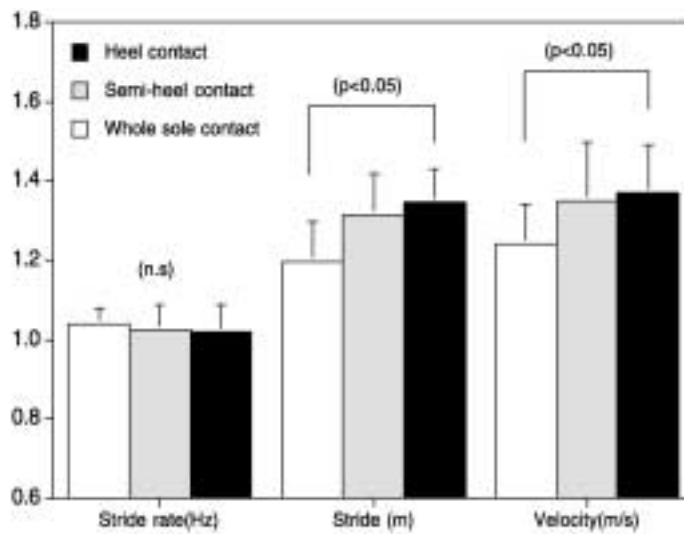 1.8
Heel contact
Semi-heel contact
Whole sole contact
(p<0.05)
(p<0.05)
1.6
1.4
1.2
(n.s)
1.0
0.8
0.6
Stride rate(Hz) Stride (m) Velocity(m/s)